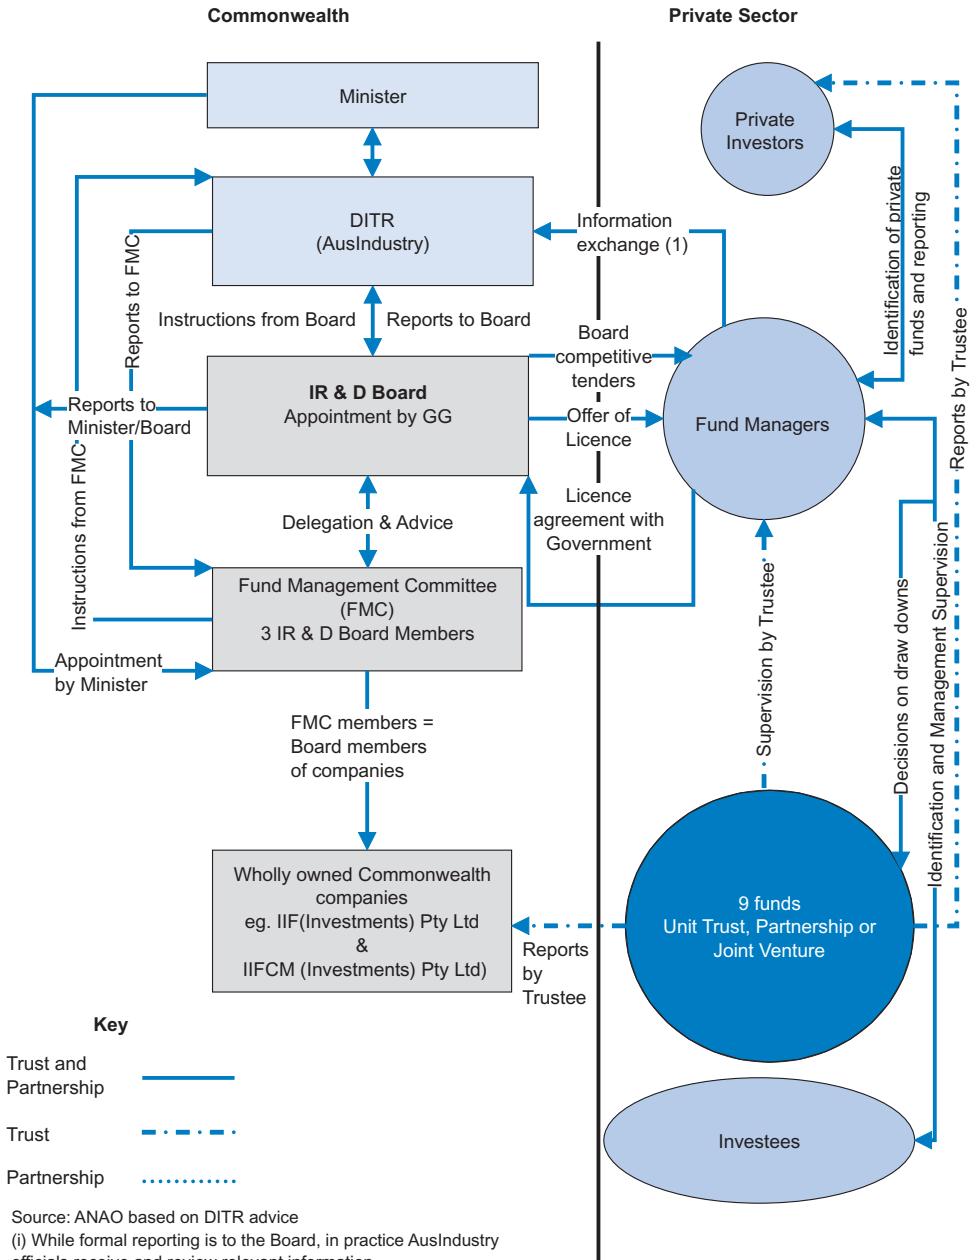 Commonwealth
Private Sector
Minister
Private
Investors
DITR
(AusIndustry)
Information
exchange (1)
Identification of private
funds and reporting
Reports by Trustee
Reports to FMC
Instructions from Board
Reports to Board
Board
competitive
tenders
IR & D Board
Appointment by GG
Reports to
Minister/Board
Offer of
Licence
Fund Managers
Instructions from FMC
Delegation & Advice
Licence
agreement with
Government
Fund Management Committee
(FMC)
3 IR & D Board Members
Appointment
by Minister
Supervision by Trustee
Decisions on draw downs
Identification and Management Supervision
FMC members =
Board members
of companies
Wholly owned Commonwealth
companies
eg. IIF(Investments) Pty Ltd
&
IIFCM (Investments) Pty Ltd)
9 funds
Unit Trust, Partnership or
Joint Venture
Reports
by
Trustee
Key
Trust and
Partnership
Trust
Partnership
Investees
Source: ANAO based on DITR advice
(i) While formal reporting is to the Board, in practice AusIndustry
officials receive and review relevant information